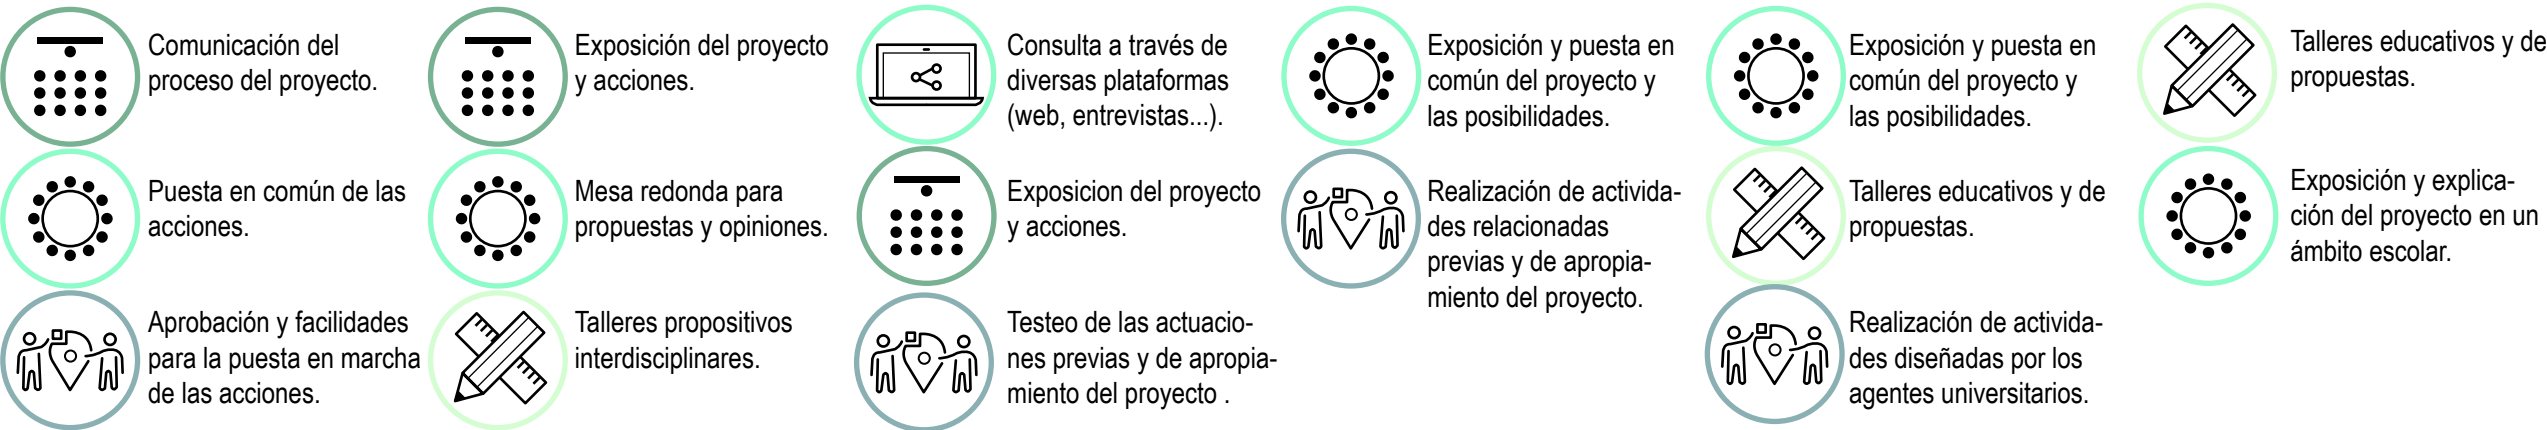 Comunicación del
proceso del proyecto.
Puesta en común de las
acciones.
Aprobación y facilidades
para la puesta en marcha
de las acciones.
Exposición del proyecto
y acciones.
Mesa redonda para
propuestas y opiniones.
Talleres propositivos
interdisciplinares.
Consulta a través de
diversas plataformas
(web, entrevistas...).
Exposicion del proyecto
y acciones.
Testeo de las actuacio-
nes previas y de apropia-
miento del proyecto .
Exposición y puesta en
común del proyecto y
las posibilidades.
Realización de activida-
des relacionadas
previas y de apropia-
miento del proyecto.
Exposición y puesta en
común del proyecto y
las posibilidades.
Talleres educativos y de
propuestas.
Realización de activida-
des diseñadas por los
agentes universitarios.
Talleres educativos y de
propuestas.
Exposición y explica-
ción del proyecto en un
ámbito escolar.